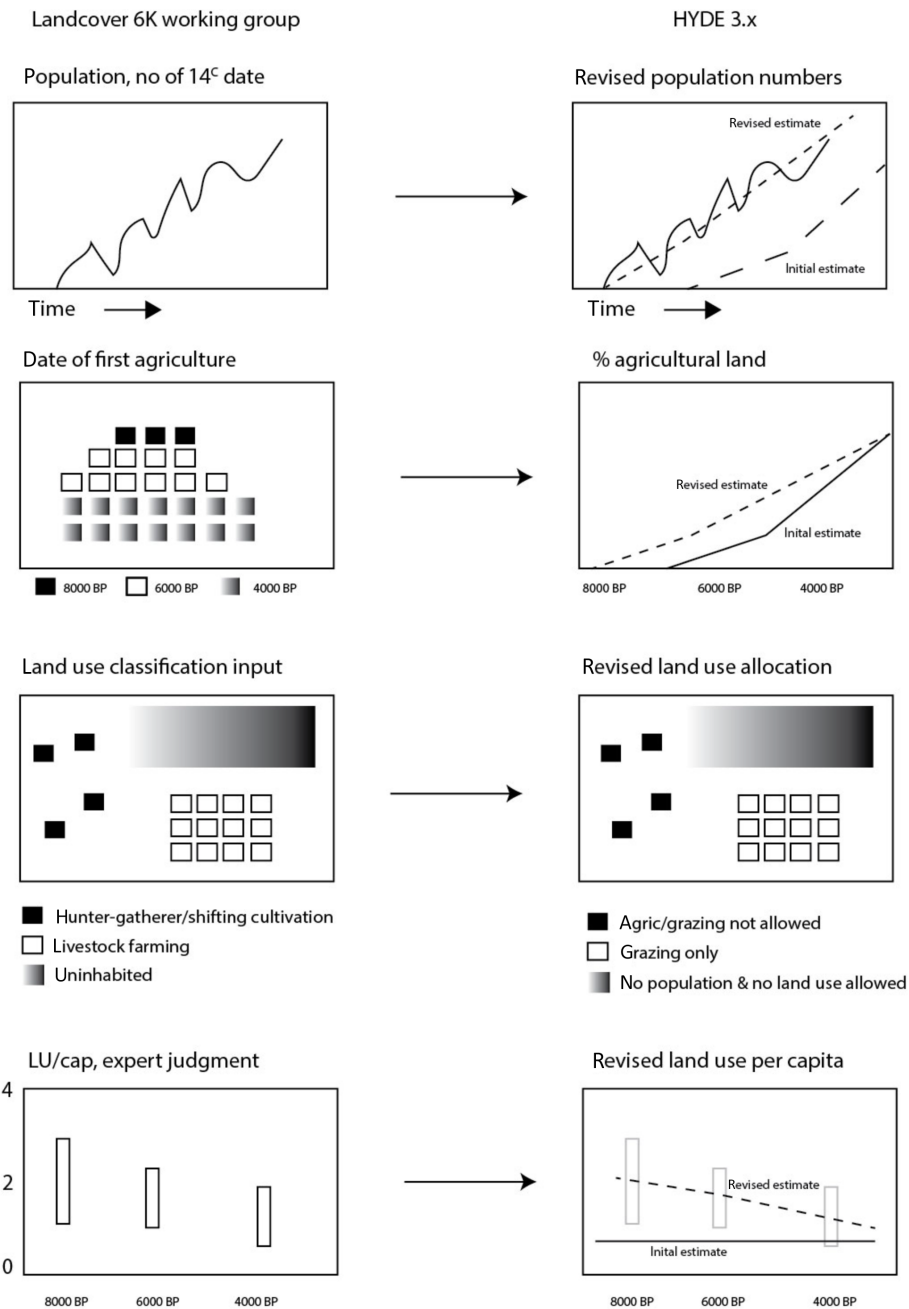 Landcover 6K working group
HYDE 3.x
Population, no of 14ᶜ date
Revised population numbers
Revised estimate
Initial estimate
Time
Time
Date of first agriculture
% agricultural land
Revised estimate
Inital estimate
8000 BP
6000 BP
4000 BP
8000 BP
6000 BP
4000 BP
Land use classification input
Revised land use allocation
Hunter-gatherer/shifting cultivation
Livestock farming
Uninhabited
Agric/grazing not allowed
Grazing only
No population & no land use allowed
LU/cap, expert judgment
Revised land use per capita
4
2
0
Revised estimate
Inital estimate
8000 BP
6000 BP
4000 BP
8000 BP
6000 BP
4000 BP